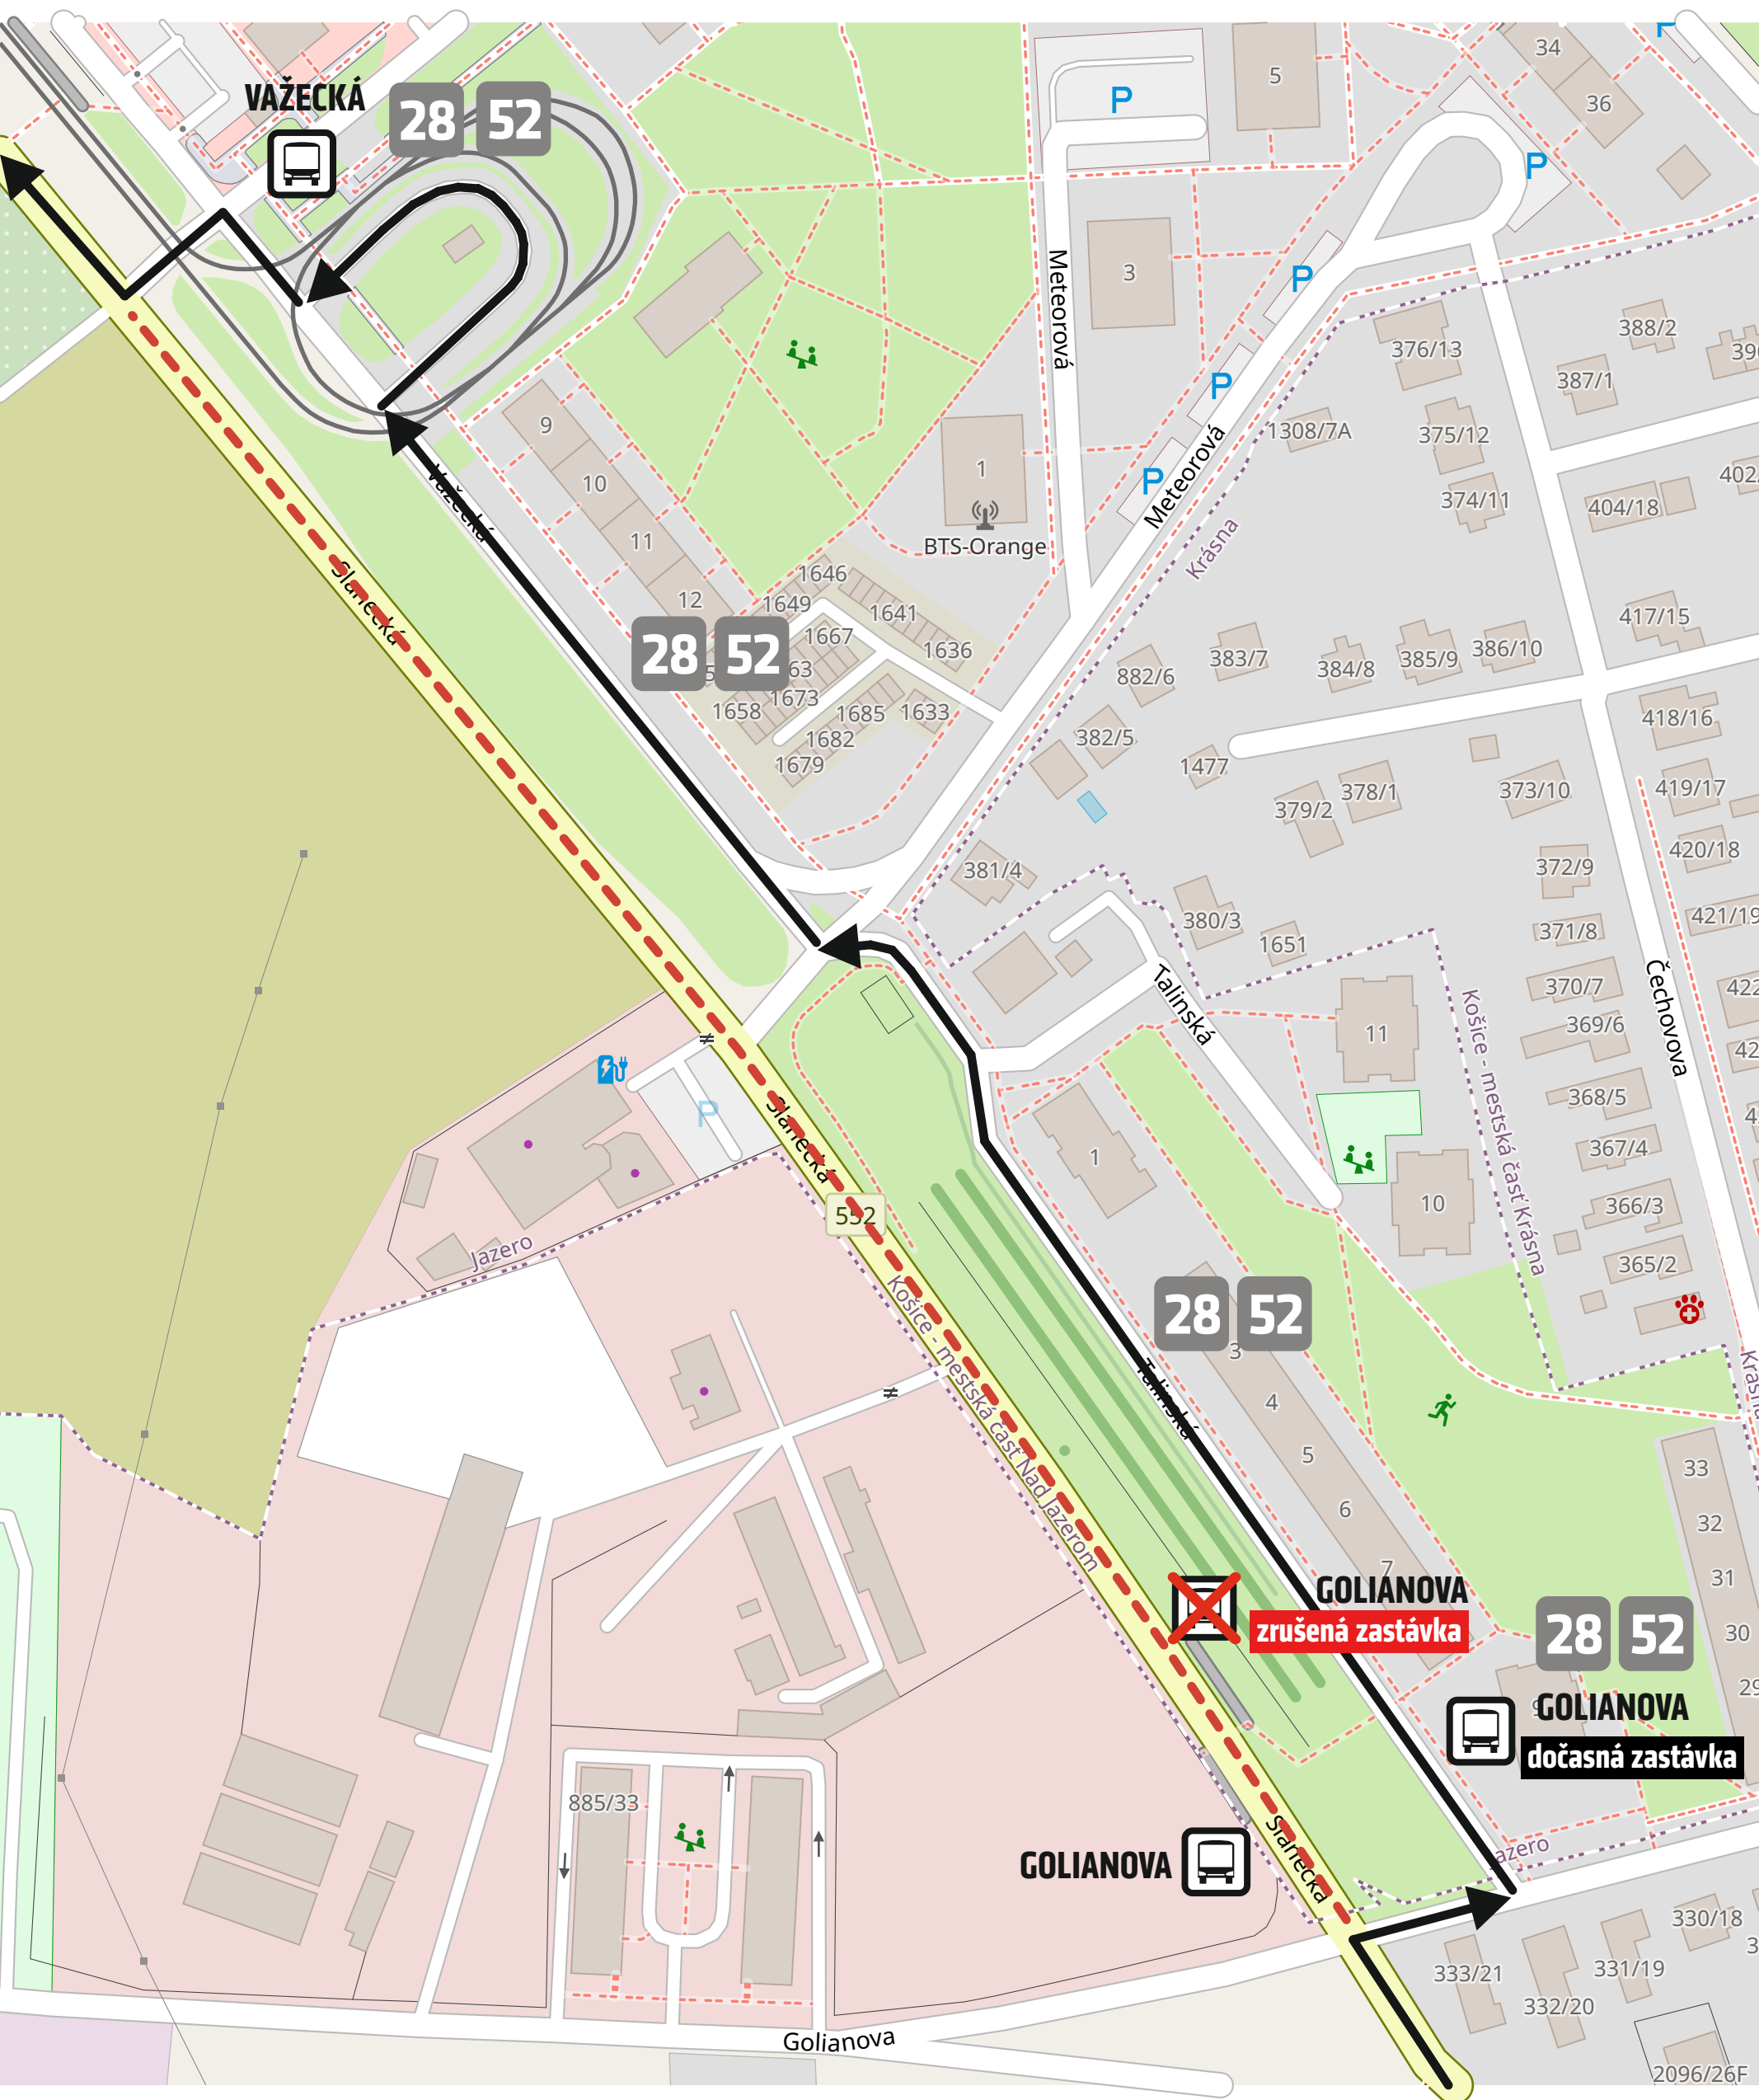 VAŽECKÁ
28 52
P
P
P
5
34
36
P
3
Meteorová
P
P
P
Meteorová
Krásna
388/2
376/13
387/1
1308/7A
375/12
374/11
404/18
9
10
11
12
1
BTS-Orange
Važecká
Slanecká
1646
1649
1641
1667
1636
28 52
1673
1658
1685
1633
1682
1679
417/15
383/7
882/6
384/8
385/9
386/10
418/16
382/5
1477
379/2
378/1
373/10
419/17
420/18
381/4
372/9
380/3
1651
371/8
421/19
Talinská
370/7
Čechovova
369/6
11
368/5
367/4
P
Slanecká
1
10
366/3
Košice - mestská časť Krásna
365/2
552
Jazero
28 52
3
Košice - mestská časť Nad Jazerom
Talinská
4
5
6
7
33
32
31
30
GOLIANOVA
zrušená zastávka
28 52
9
GOLIANOVA
dočasná zastávka
885/33
Slanecká
GOLIANOVA
Jazero
330/18
333/21
331/19
332/20
Golianova
2096/26F